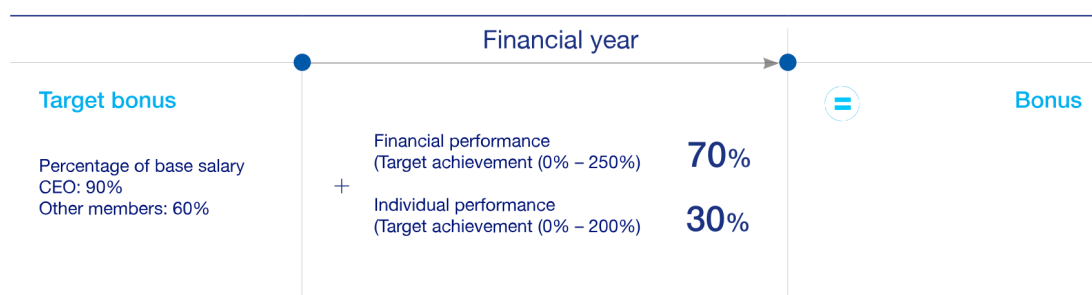 Financial year
Target bonus
Percentage of base salary
CEO: 90%
Other members: 60%
+
Financial performance
(Target achievement (0% – 250%)
70%
Individual performance
(Target achievement (0% – 200%)
30%
=
Bonus